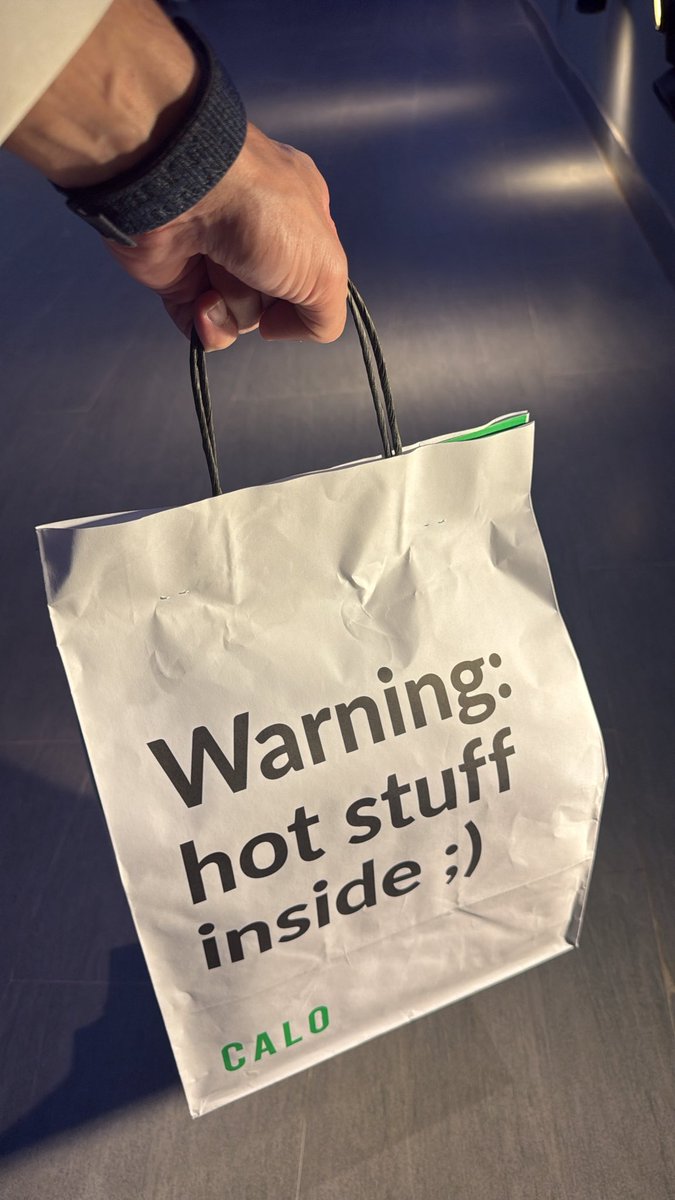 Warning:
hot stuff
inside ;)
CALO